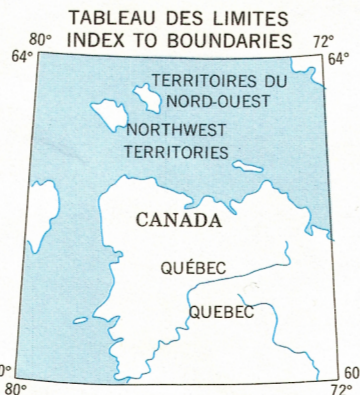 TABLEAU DES LIMITES
INDEX TO BOUNDARIES
80° 72°
64° 64°
TERRITOIRES DU
NORD-OUEST
NORTHWEST
TERRITORIES
CANADA
QUÉBEC
QUEBEC
0° 60
80° 72°